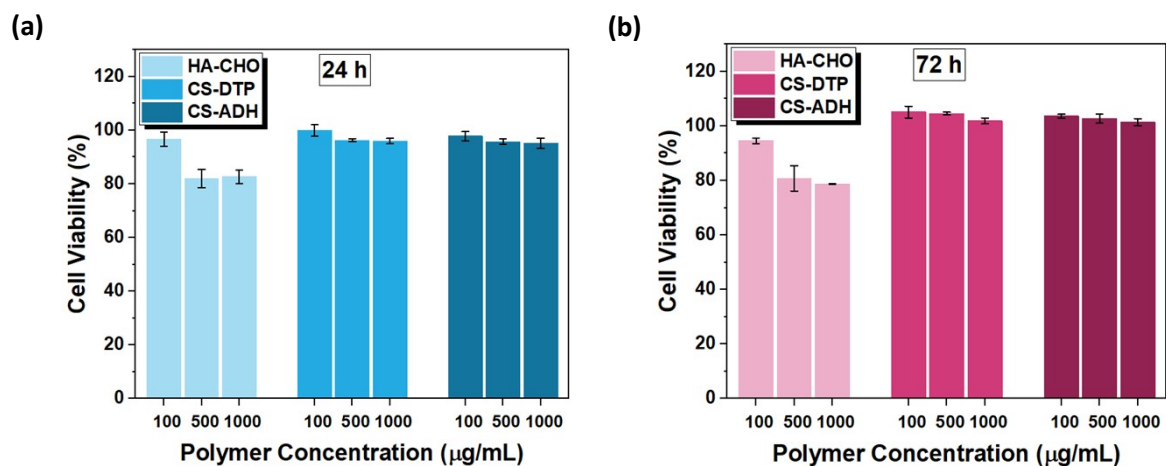 (a)
HA-CHO
CS-DTP
CS-ADH
24 h
120
100
80
60
40
20
0
Cell Viability (%)
100 500 1000 100 500 1000 100 500 1000
Polymer Concentration (μg/mL)
(b)
HA-CHO
CS-DTP
CS-ADH
72 h
120
100
80
60
40
20
0
Cell Viability (%)
100 500 1000 100 500 1000 100 500 1000
Polymer Concentration (μg/mL)